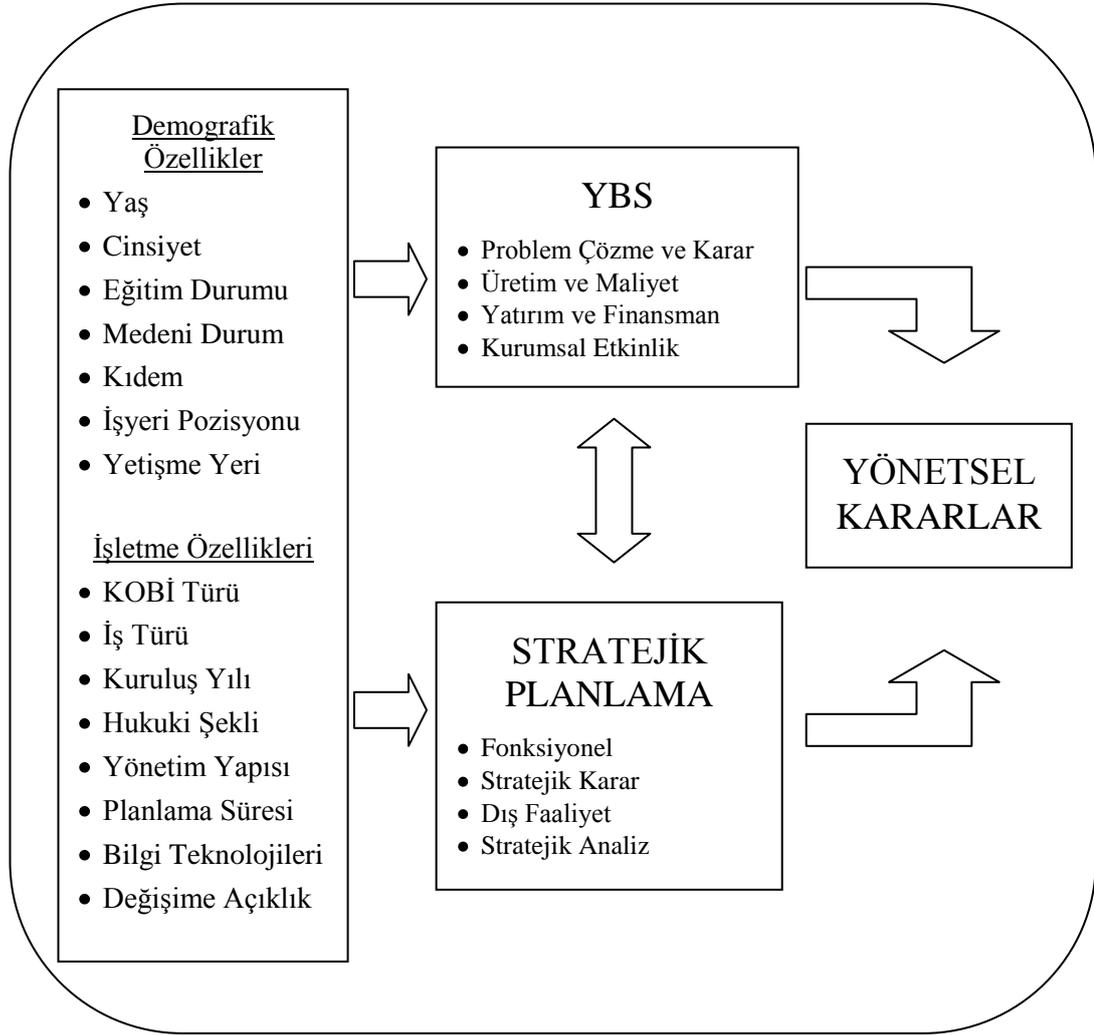 Demografik
Özellikler
• Yaş
• Cinsiyet
• Eğitim Durumu
• Medeni Durum
• Kıdem
• İşyeri Pozisyonu
• Yetişme Yeri
İşletme Özellikleri
• KOBİ Türü
• İş Türü
• Kuruluş Yılı
• Hukuki Şekli
• Yönetim Yapısı
• Planlama Süresi
• Bilgi Teknolojileri
• Değişime Açıklık
YBS
• Problem Çözme ve Karar
• Üretim ve Maliyet
• Yatırım ve Finansman
• Kurumsal Etkinlik
STRATEJİK
PLANLAMA
• Fonksiyonel
• Stratejik Karar
• Dış Faaliyet
• Stratejik Analiz
YÖNETSEL
KARARLAR